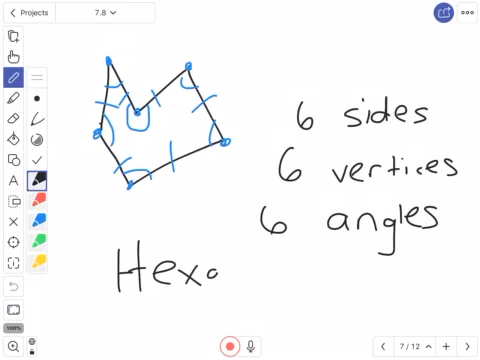 Projects
7.8
6 sides
6 vertices
6 angles
Hexa
A
100%
7 / 12